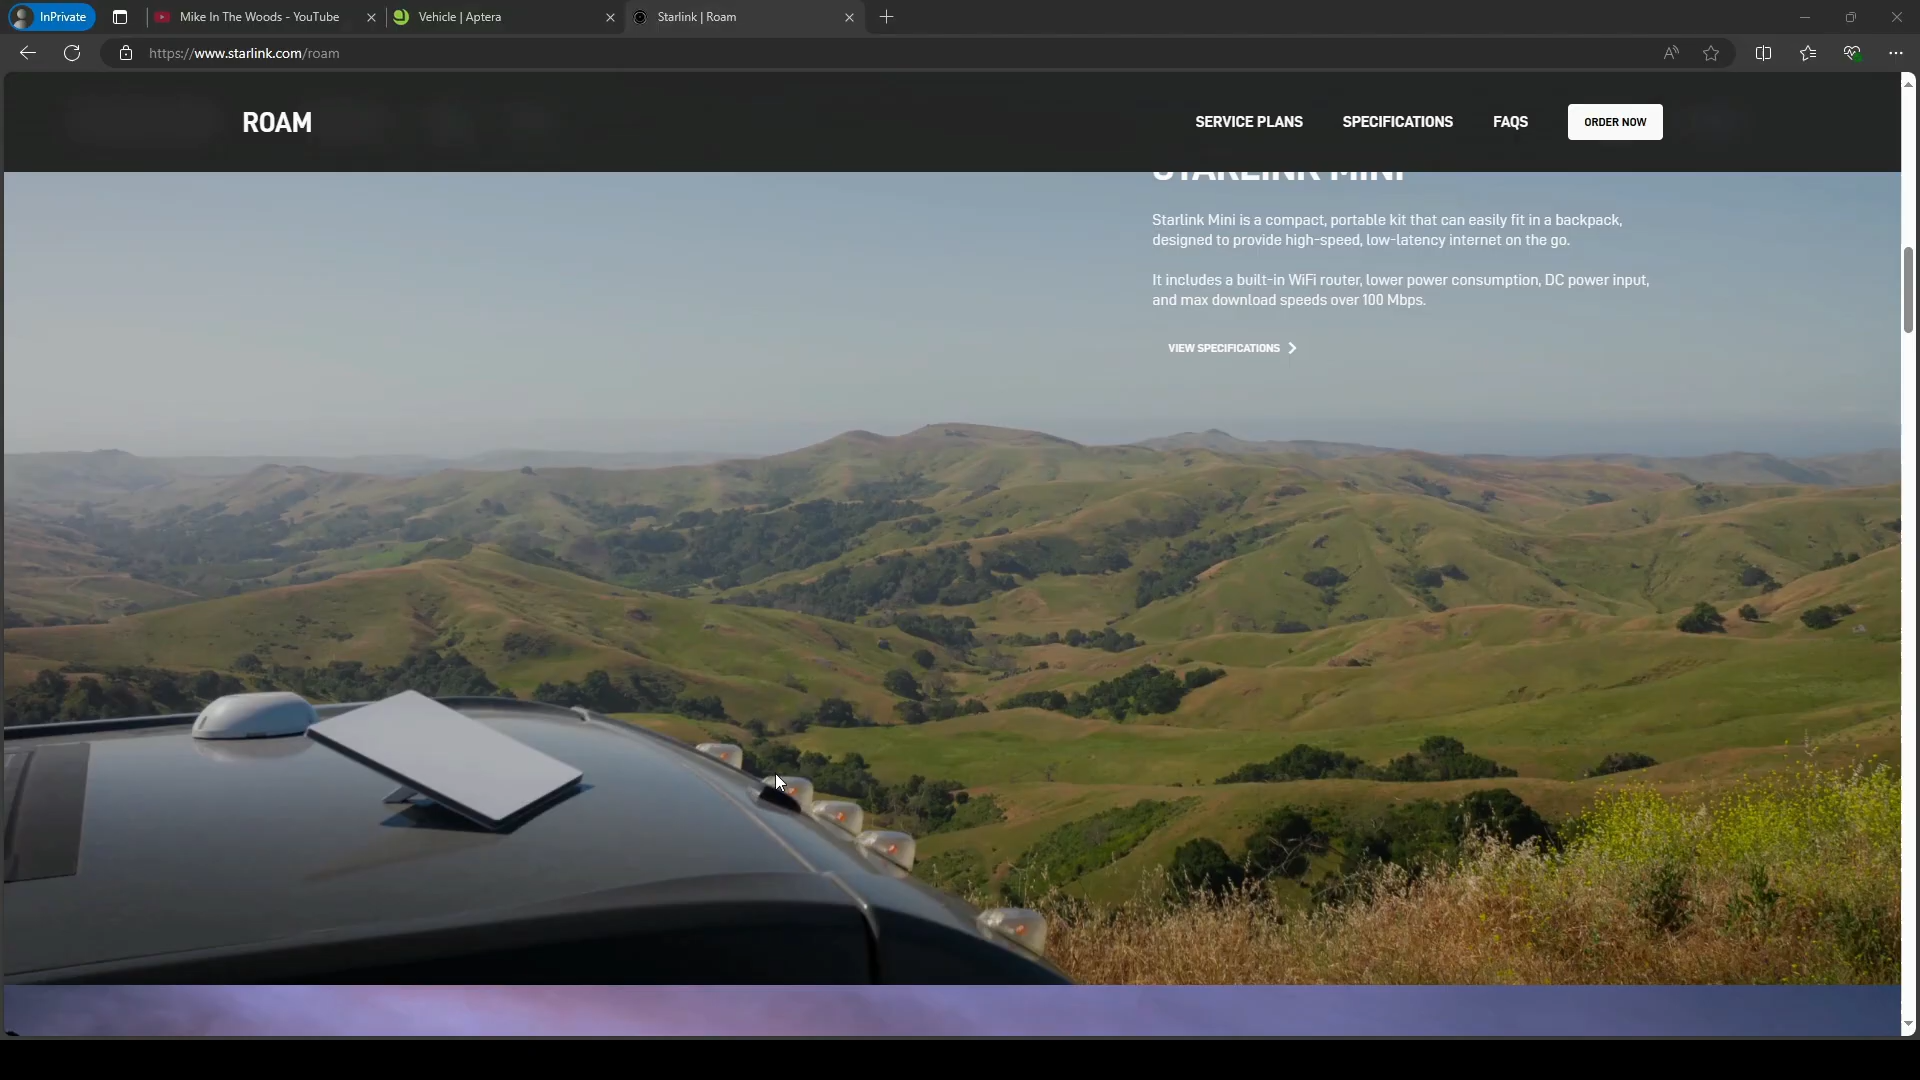 InPrivate
Mike In The Woods - YouTube
Vehicle | Aptera
Starlink | Roam
https://www.starlink.com/roam
ROAM
SERVICE PLANS
SPECIFICATIONS
FAQS
ORDER NOW
STARLINK MINI
Starlink Mini is a compact, portable kit that can easily fit in a backpack,
designed to provide high-speed, low-latency internet on the go.
It includes a built-in WiFi router, lower power consumption, DC power input,
and max download speeds over 100 Mbps.
VIEW SPECIFICATIONS